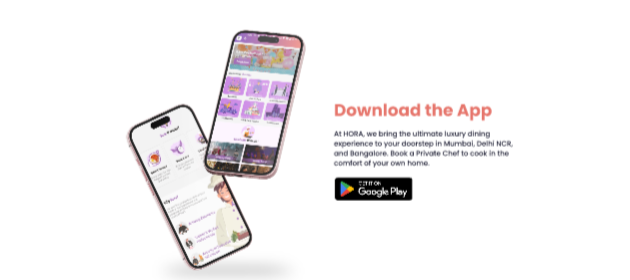 Download the App
At HORA, we bring the ultimate luxury dining
experience to your doorstep in Mumbai, Delhi NCR,
and Bangalore. Book a Private Chef to cook in the
comfort of your own home.
GET IT ON
Google Play